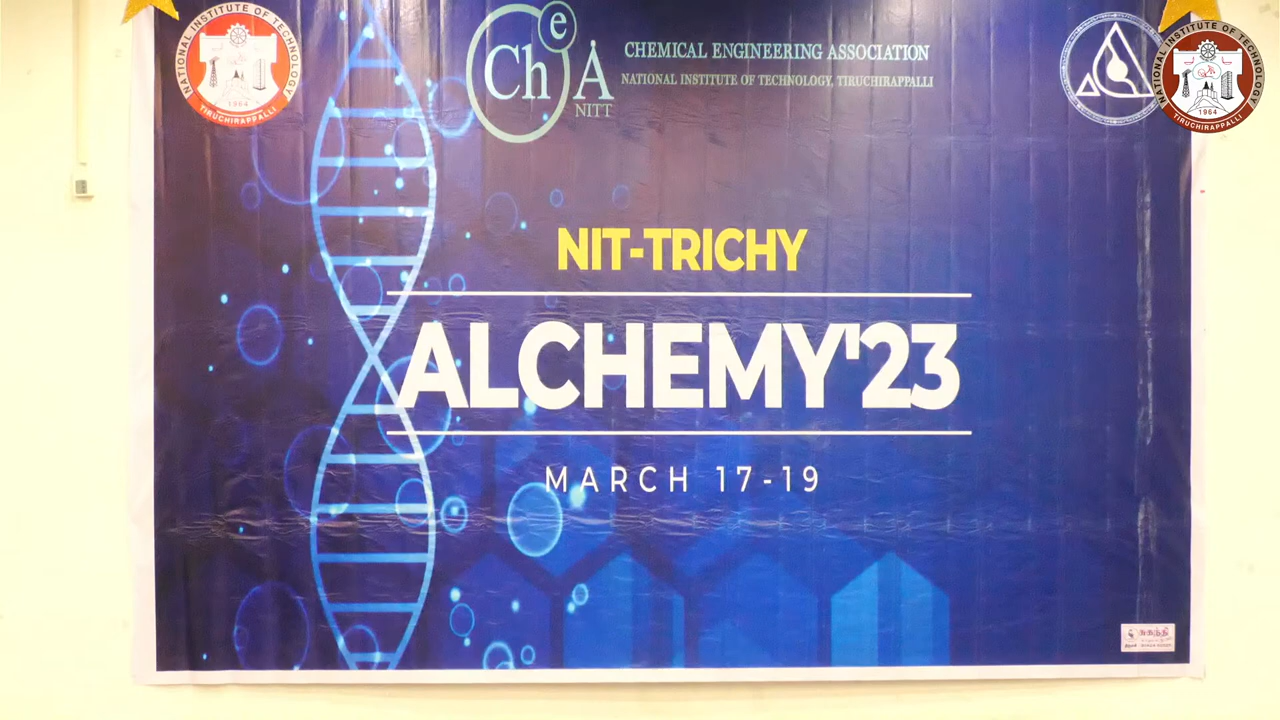 NATIONAL INSTITUTE OF TECHNOLOGY
1964
TIRUCHIRAPPALLI
CheA
NITT
CHEMICAL ENGINEERING ASSOCIATION
NATIONAL INSTITUTE OF TECHNOLOGY, TIRUCHIRAPPALLI
NATIONAL INSTITUTE OF TECHNOLOGY
1964
TIRUCHIRAPPALLI
NIT-TRICHY
ALCHEMY'23
MARCH 17-19
சுகந்தி